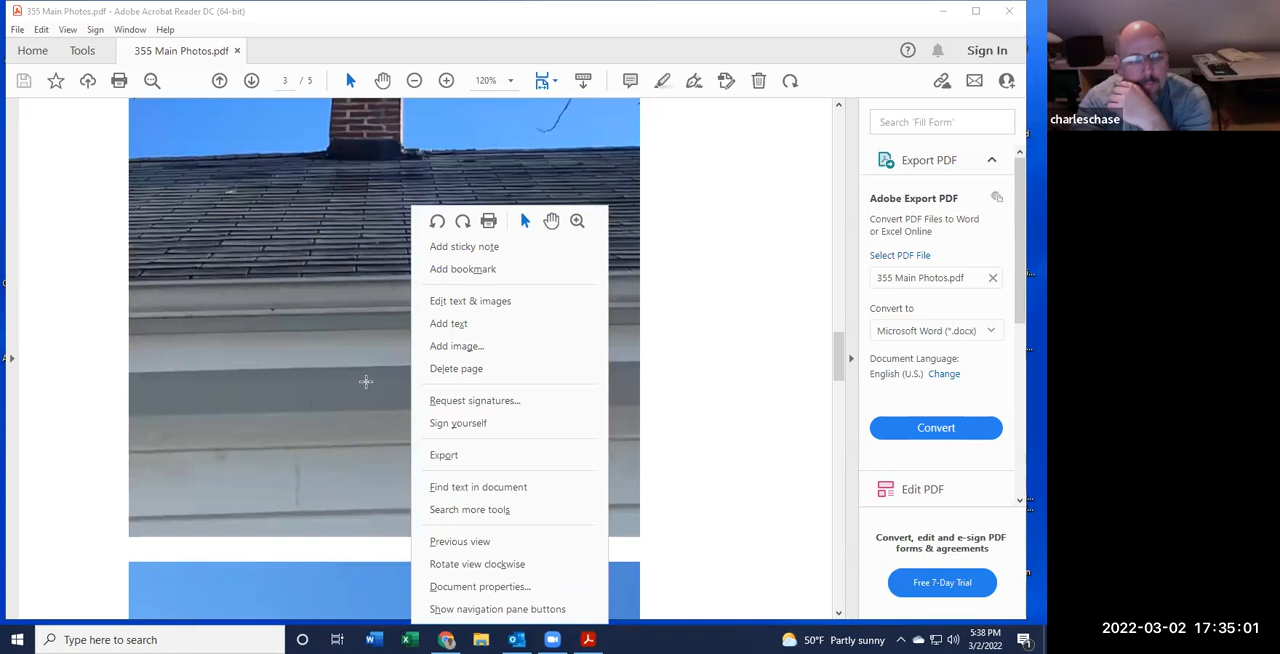 355 Main Photos.pdf - Adobe Acrobat Reader DC (64-bit)
File Edit View Sign Window Help
Home Tools 355 Main Photos.pdf ×
Sign In
3 / 5 120%
charleschase
Search 'Fill Form'
Export PDF
Adobe Export PDF
Convert PDF Files to Word
or Excel Online
Select PDF File
355 Main Photos.pdf
Convert to
Microsoft Word (*.docx)
Document Language:
English (U.S.) Change
Convert
Edit PDF
Convert, edit and e-sign PDF
forms & agreements
Free 7-Day Trial
Add sticky note
Add bookmark
Edit text & images
Add text
Add image...
Delete page
Request signatures...
Sign yourself
Export
Find text in document
Search more tools
Previous view
Rotate view clockwise
Document properties...
Show navigation pane buttons
Type here to search
50°F Partly sunny
5:38 PM
3/2/2022
1
2022-03-02 17:35:01